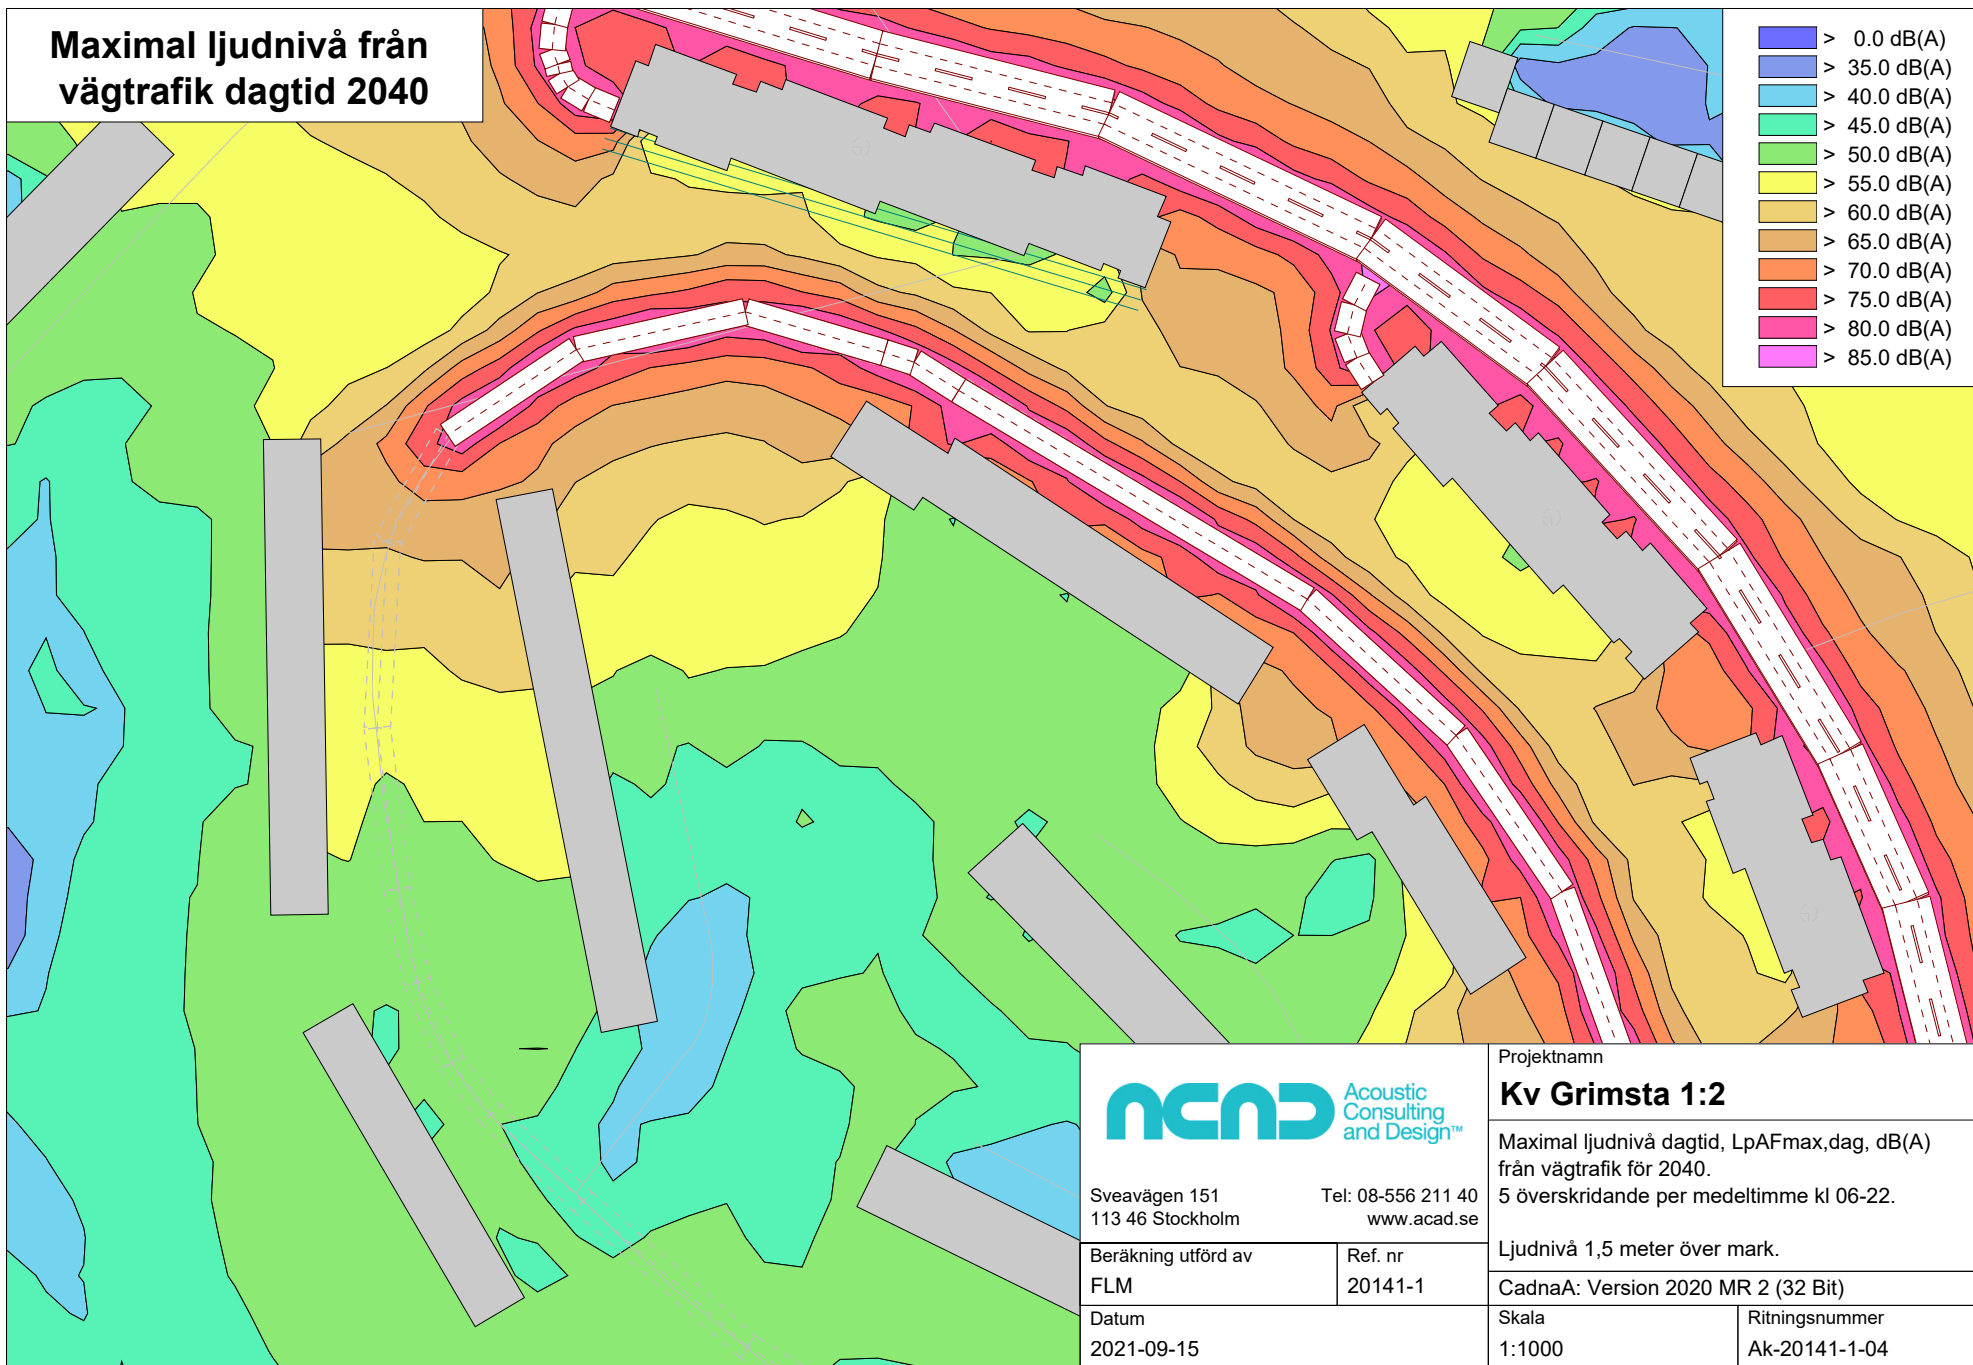 Maximal ljudnivå från
vägtrafik dagtid 2040
> 0.0 dB(A)
> 35.0 dB(A)
> 40.0 dB(A)
> 45.0 dB(A)
> 50.0 dB(A)
> 55.0 dB(A)
> 60.0 dB(A)
> 65.0 dB(A)
> 70.0 dB(A)
> 75.0 dB(A)
> 80.0 dB(A)
> 85.0 dB(A)
ACAD
Acoustic
Consulting
and Design™
Sveavägen 151
113 46 Stockholm
Tel: 08-556 211 40
www.acad.se
Beräkning utförd av
FLM
Ref. nr
20141-1
Datum
2021-09-15
Projektnamn
Kv Grimsta 1:2
Maximal ljudnivå dagtid, LpAFmax,dag, dB(A)
från vägtrafik för 2040.
5 överskridande per medeltimme kl 06-22.
Ljudnivå 1,5 meter över mark.
CadnaA: Version 2020 MR 2 (32 Bit)
Skala
1:1000
Ritningsnummer
Ak-20141-1-04